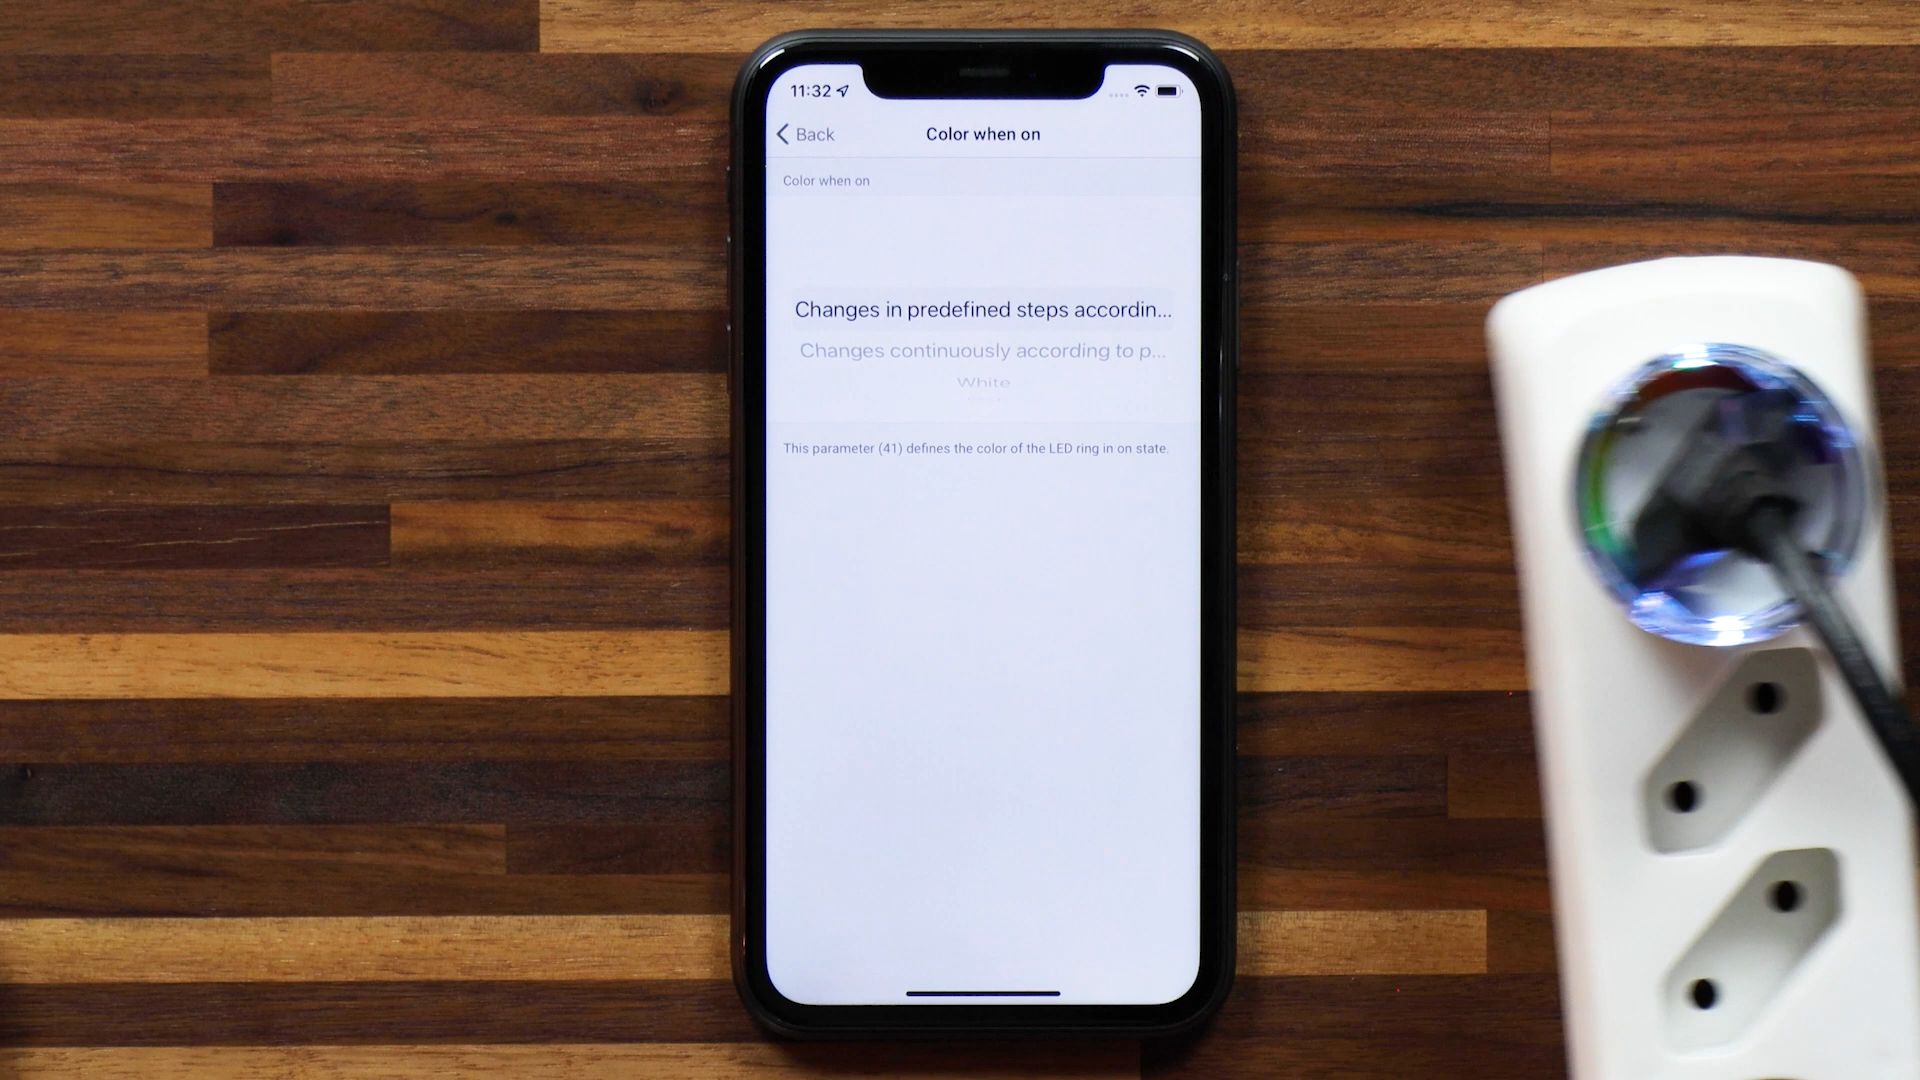 11:32
Back
Color when on
Color when on
Changes in predefined steps accordin...
Changes continuously according to p...
White
This parameter (41) defines the color of the LED ring in on state.